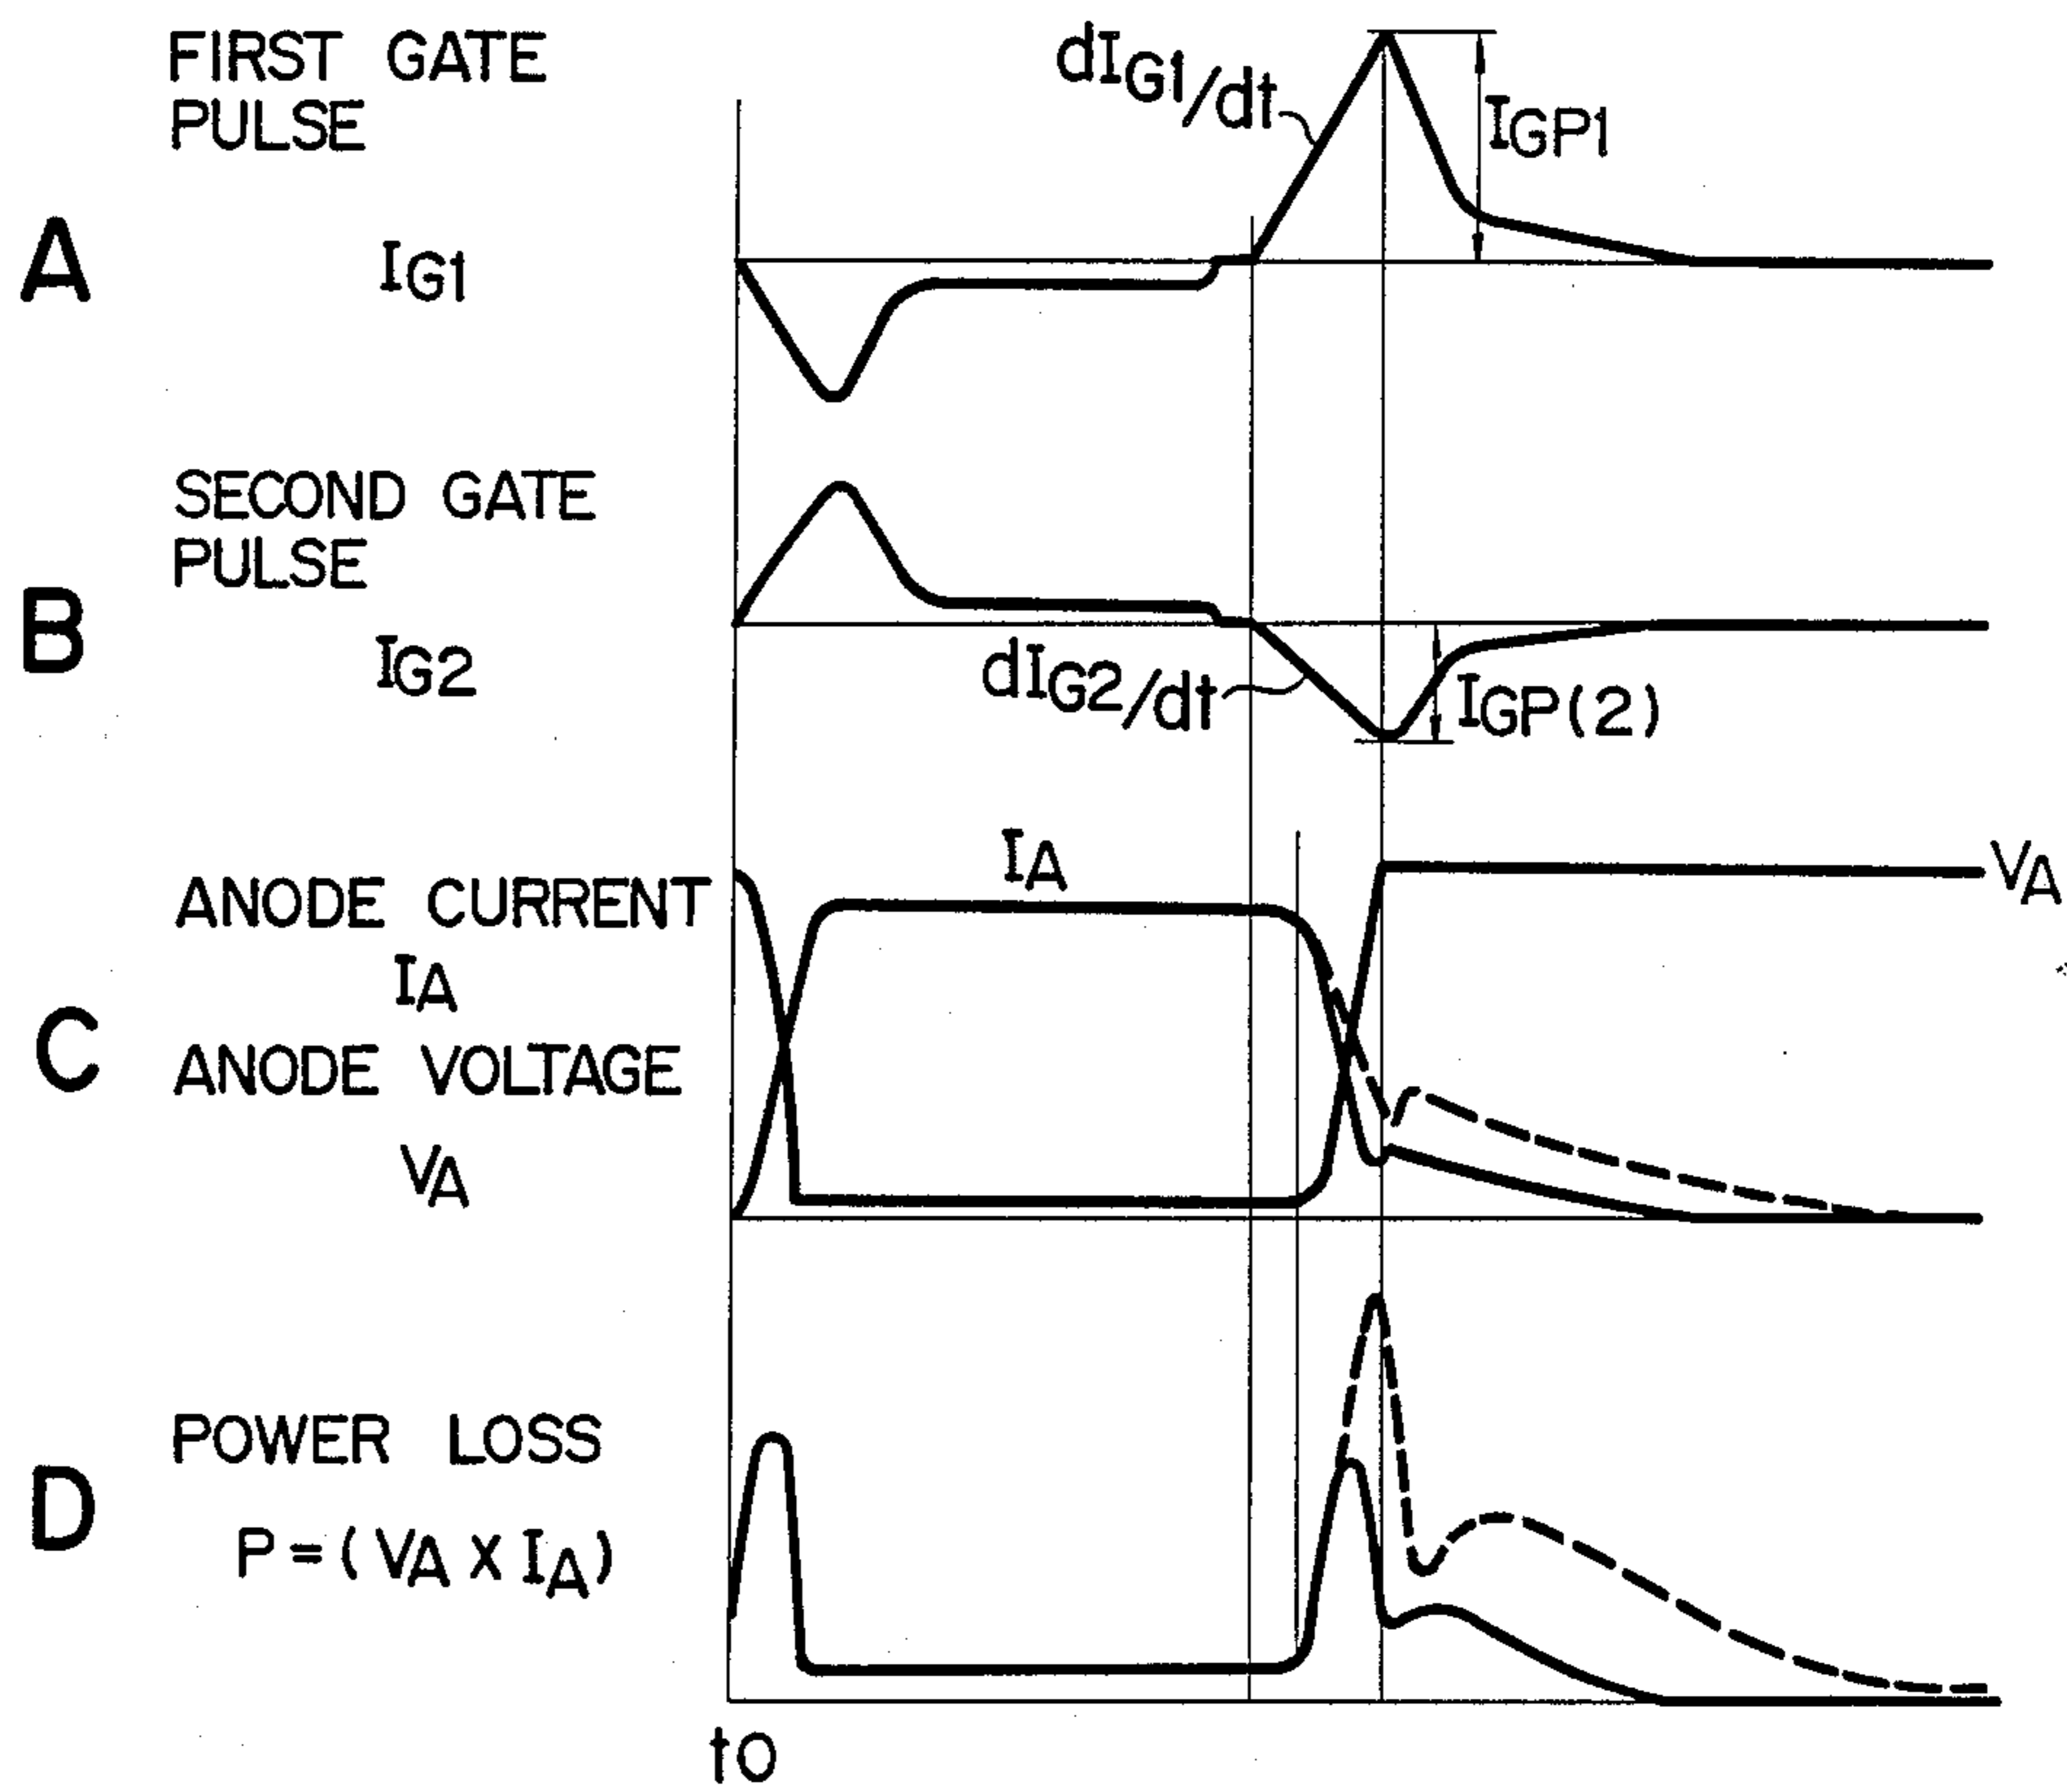 FIRST GATE
PULSE
dIG1/dt
IGP1
A
IG1
SECOND GATE
PULSE
B
IG2
dIG2/dt
IGP(2)
IA
VA
ANODE CURRENT
IA
C
ANODE VOLTAGE
VA
POWER LOSS
D
P=(VA X IA)
to